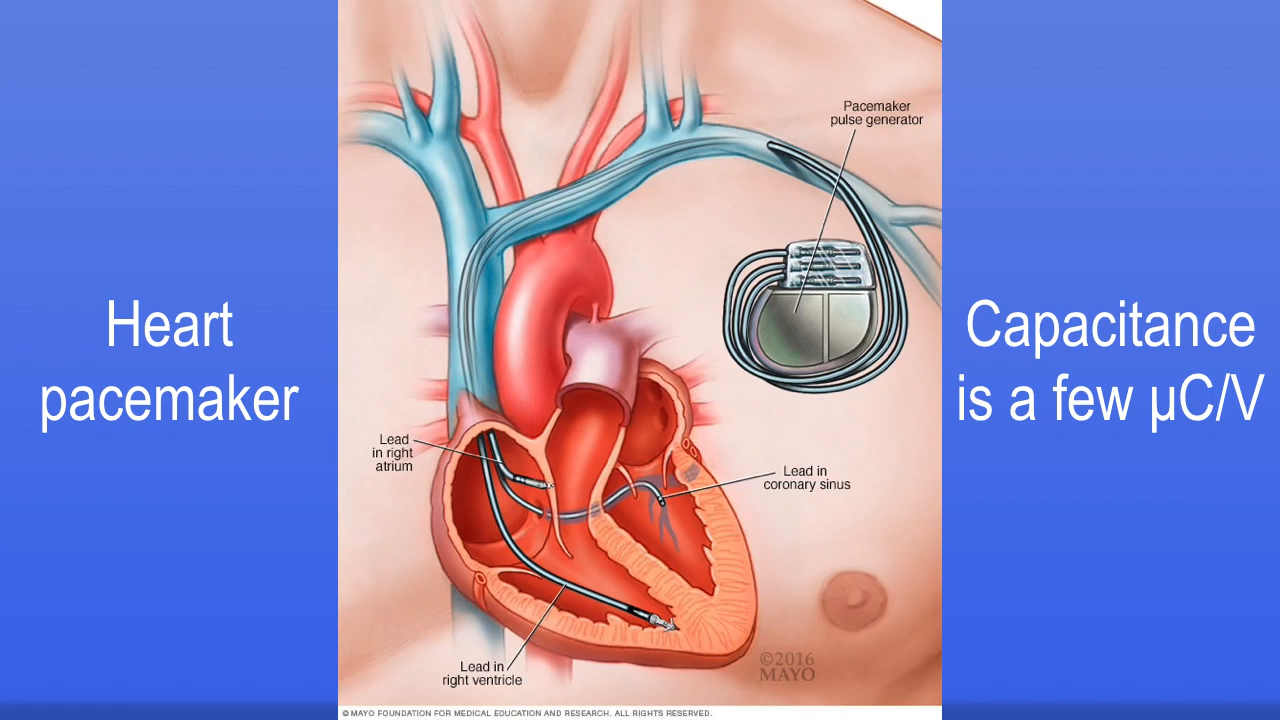 Heart
pacemaker
Pacemaker
pulse generator
Lead
in right
atrium
Lead in
coronary sinus
Lead in
right ventricle
©2016
MAYO
© MAYO FOUNDATION FOR MEDICAL EDUCATION AND RESEARCH. ALL RIGHTS RESERVED.
Capacitance
is a few µC/V